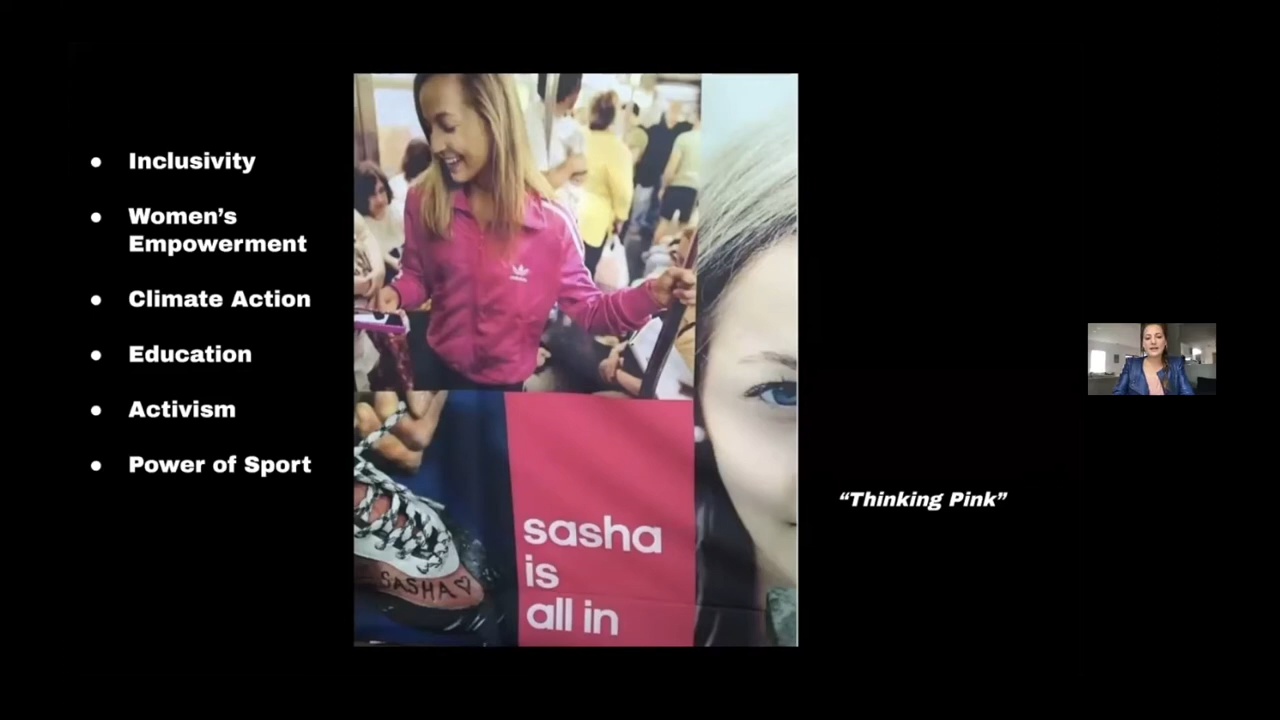 Inclusivity
Women’s
Empowerment
Climate Action
Education
Activism
Power of Sport
SASHA
sasha
is
all in
“Thinking Pink”